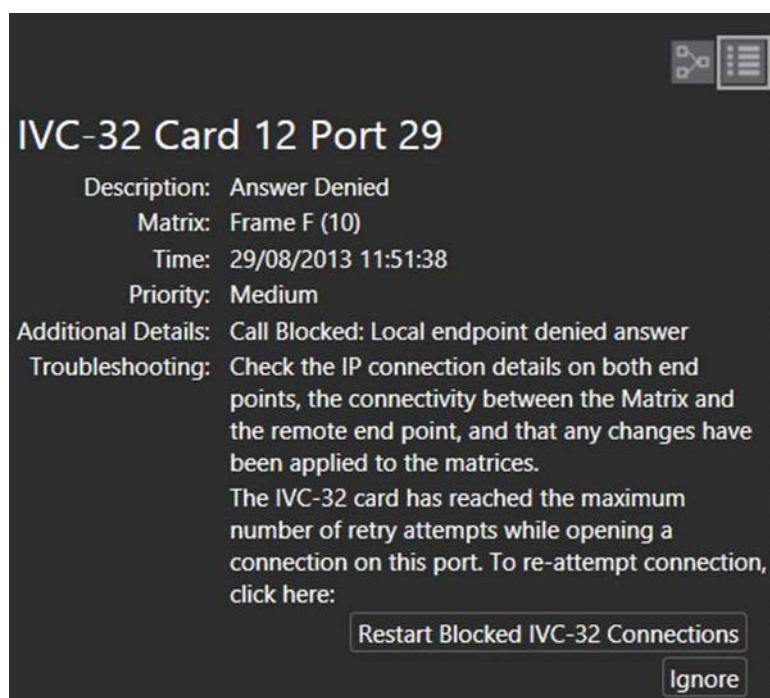 IVC-32 Card 12 Port 29
Description: Answer Denied
Matrix: Frame F (10)
Time: 29/08/2013 11:51:38
Priority: Medium
Additional Details: Call Blocked: Local endpoint denied answer
Troubleshooting: Check the IP connection details on both end
points, the connectivity between the Matrix and
the remote end point, and that any changes have
been applied to the matrices.
The IVC-32 card has reached the maximum
number of retry attempts while opening a
connection on this port. To re-attempt connection,
click here:
Restart Blocked IVC-32 Connections
Ignore